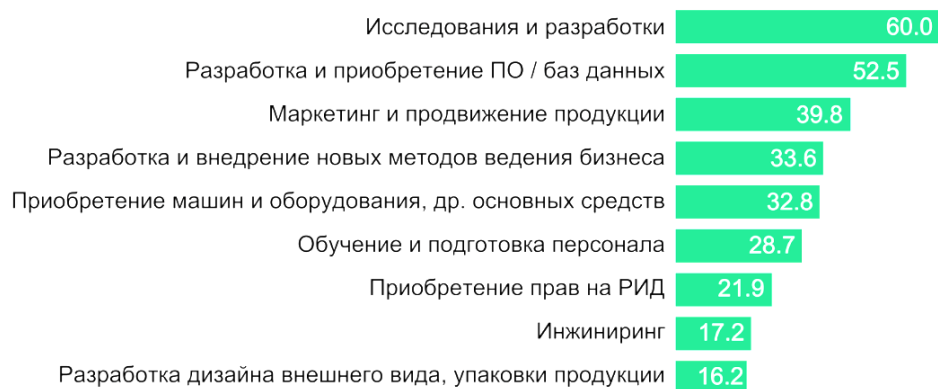 Исследования и разработки 60.0
Разработка и приобретение ПО / баз данных 52.5
Маркетинг и продвижение продукции 39.8
Разработка и внедрение новых методов ведения бизнеса 33.6
Приобретение машин и оборудования, др. основных средств 32.8
Обучение и подготовка персонала 28.7
Приобретение прав на РИД 21.9
Инжиниринг 17.2
Разработка дизайна внешнего вида, упаковки продукции 16.2